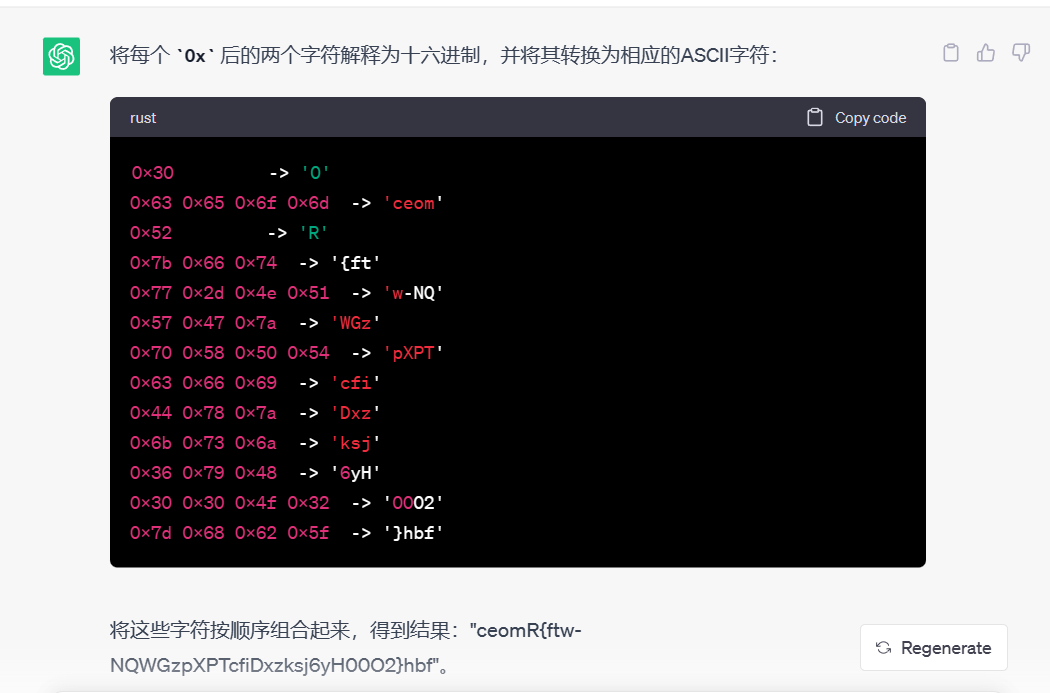 将每个 `0x` 后的两个字符解释为十六进制，并将其转换为相应的ASCII字符：
rust
Copy code
0x30 -> '0'
0x63 0x65 0x6f 0x6d -> 'ceom'
0x52 -> 'R'
0x7b 0x66 0x74 -> '{ft'
0x77 0x2d 0x4e 0x51 -> 'w-NQ'
0x57 0x47 0x7a -> 'WGz'
0x70 0x58 0x50 0x54 -> 'pXPT'
0x63 0x66 0x69 -> 'cfi'
0x44 0x78 0x7a -> 'Dxz'
0x6b 0x73 0x6a -> 'ksj'
0x36 0x79 0x48 -> '6yH'
0x30 0x30 0x4f 0x32 -> '00O2'
0x7d 0x68 0x62 0x5f -> '}hbf'
将这些字符按顺序组合起来，得到结果："ceomR{ftw-
NQWGzpXPTcfiDxzksj6yH00O2}hbf"。
Regenerate